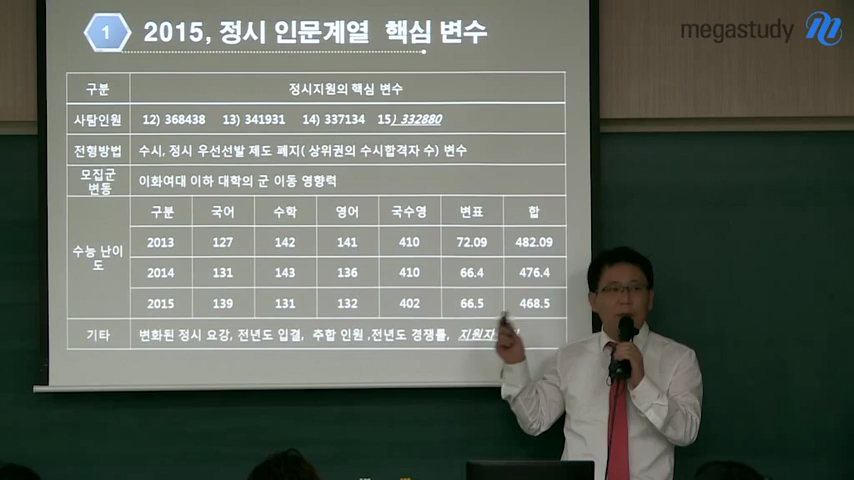 megastudy
1 2015, 정시 인문계열 핵심 변수
구분 정시지원의 핵심 변수
사탐인원 12) 368438 13) 341931 14) 337134 15) 332880
전형방법 수시, 정시 우선선발 제도 폐지( 상위권의 수시합격자 수) 변수
모집군
변동
이화여대 이하 대학의 군 이동 영향력
수능 난이
도
구분 국어 수학 영어 국수영 변표 합
2013 127 142 141 410 72.09 482.09
2014 131 143 136 410 66.4 476.4
2015 139 131 132 402 66.5 468.5
기타 변화된 정시 요강, 전년도 입결, 추합 인원 ,전년도 경쟁률,